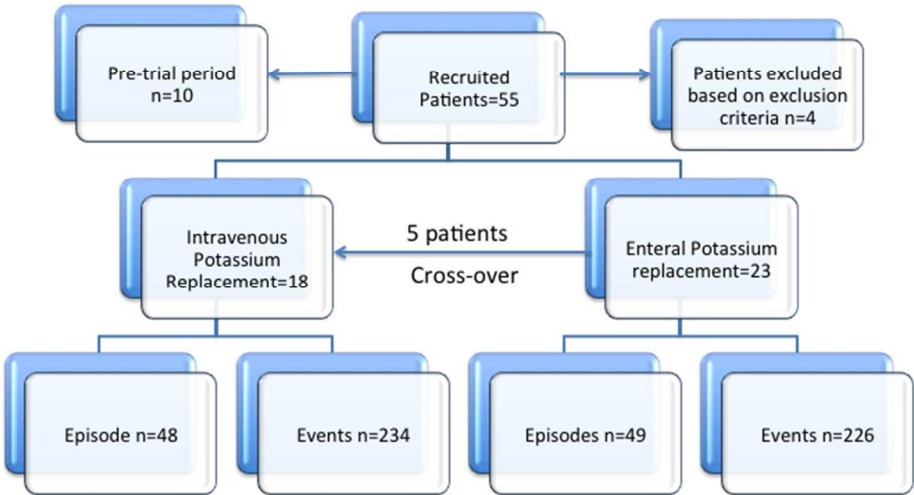 Pre-trial period
n=10
Recruited
Patients=55
Patients excluded
based on exclusion
criteria n=4
Intravenous
Potassium
Replacement=18
5 patients
Cross-over
Enteral Potassium
replacement=23
Episode n=48
Events n=234
Episodes n=49
Events n=226